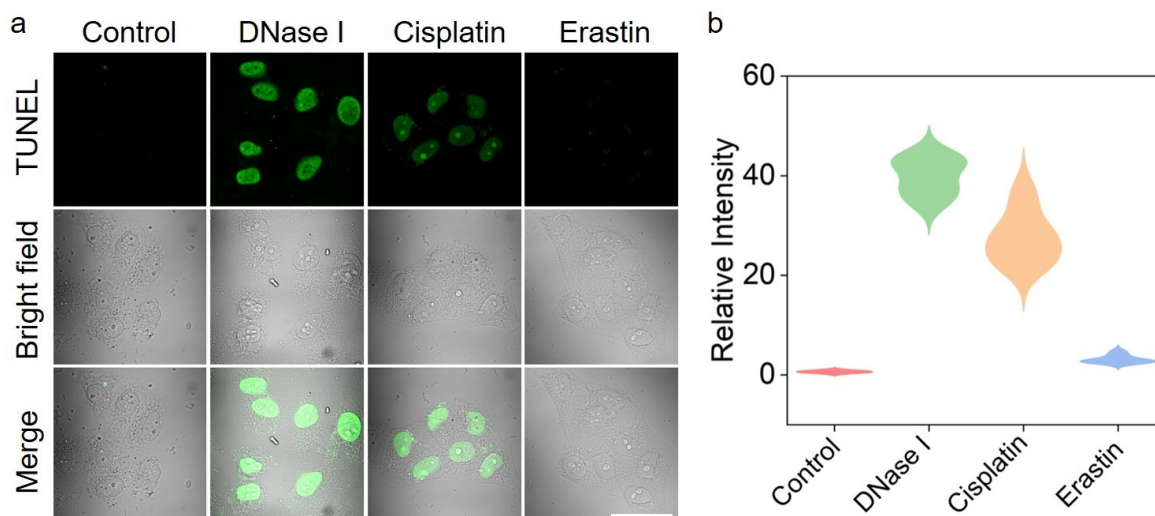 a
Control DNase I Cisplatin Erastin
TUNEL
Bright field
Merge
b
Relative Intensity
60
40
20
0
Control
DNase I
Cisplatin
Erastin